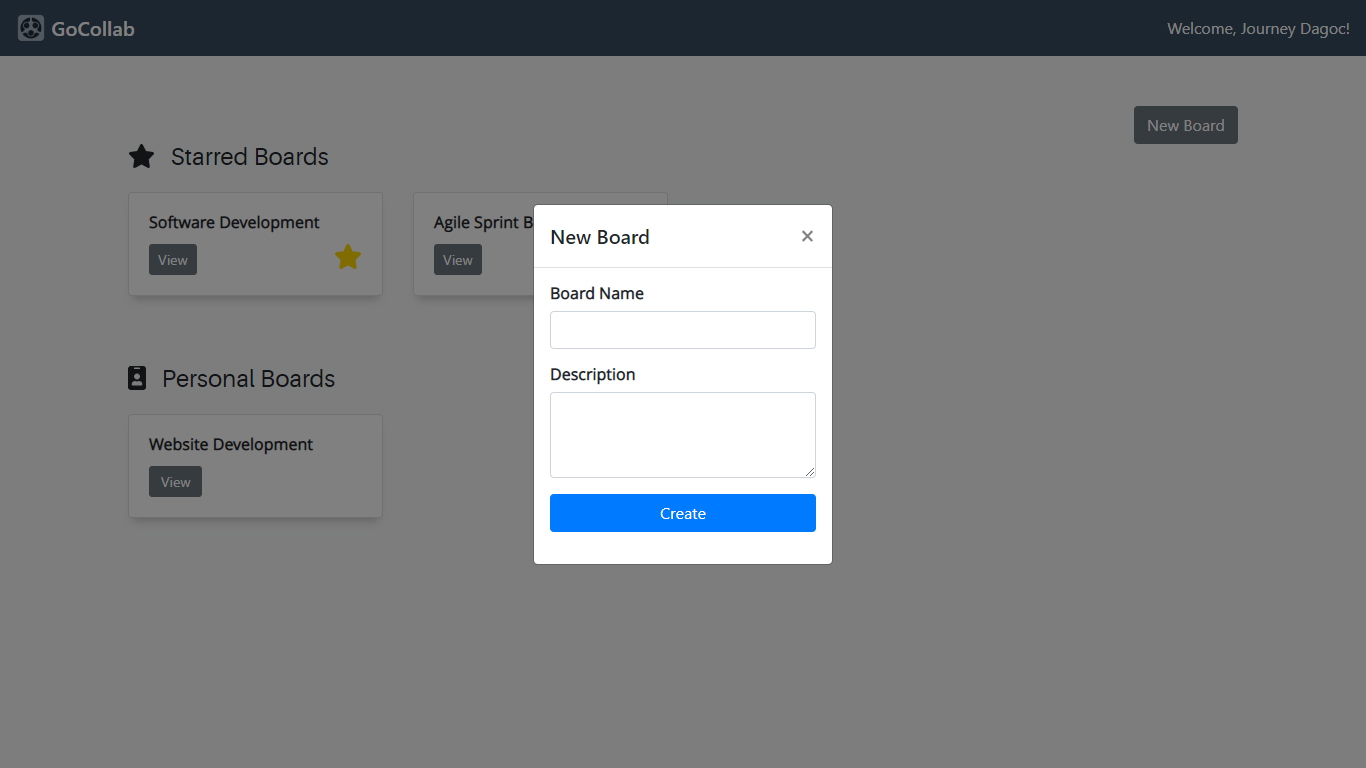 GoCollab
Welcome, Journey Dagoc!
New Board
Starred Boards
Software Development
View
Agile Sprint
View
New Board
×
Board Name
Description
Create
Personal Boards
Website Development
View